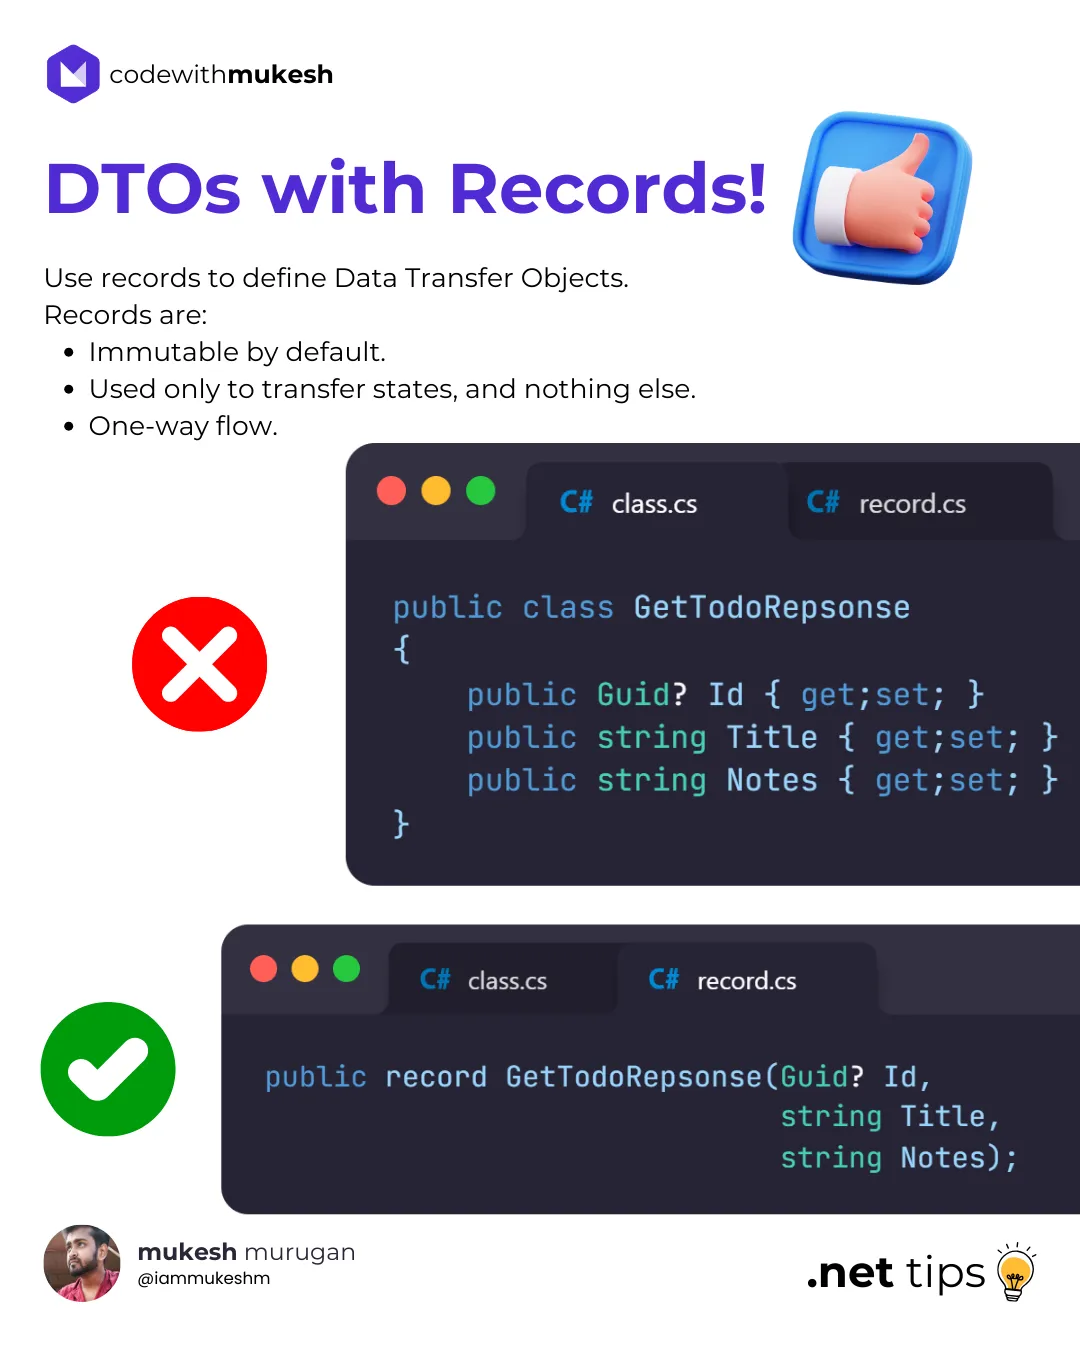 codewithmukesh
DTOs with Records!
Use records to define Data Transfer Objects.
Records are:
• Immutable by default.
• Used only to transfer states, and nothing else.
• One-way flow.
C# class.cs C# record.cs
public class GetTodoRepsonse
{
    public Guid? Id { get;set; }
    public string Title { get;set; }
    public string Notes { get;set; }
}
C# class.cs C# record.cs
public record GetTodoRepsonse(Guid? Id,
                              string Title,
                              string Notes);
mukesh murugan
@iammukeshm
.net tips